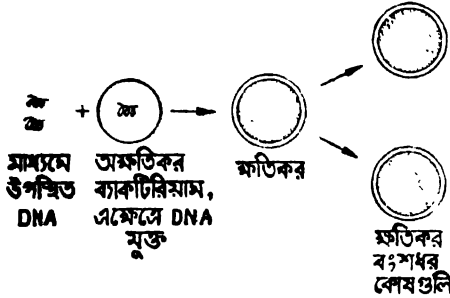 +
মাধ্যমে
উপস্থিত
DNA
অক্ষতিকর
ব্যাকটিরিয়াম,
এক্ষেত্রে DNA
মুক্ত
ক্ষতিকর
ক্ষতিকর
বংশধর
কোষগুলি